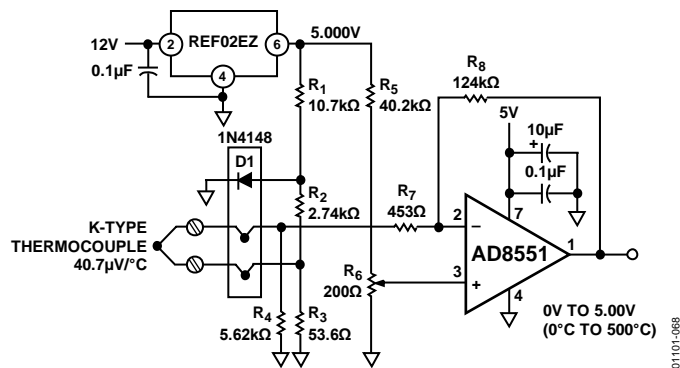 12V
2
REF02EZ
6
5.000V
0.1µF
4
R1
10.7kΩ
R5
40.2kΩ
R8
124kΩ
1N4148
D1
5V
10µF
+
0.1µF
R2
2.74kΩ
R7
453Ω
K-TYPE
THERMOCOUPLE
40.7µV/°C
2
7
–
AD8551
1
R6
200Ω
3
+
4
R4
5.62kΩ
R3
53.6Ω
0V TO 5.00V
(0°C TO 500°C)
01101-068